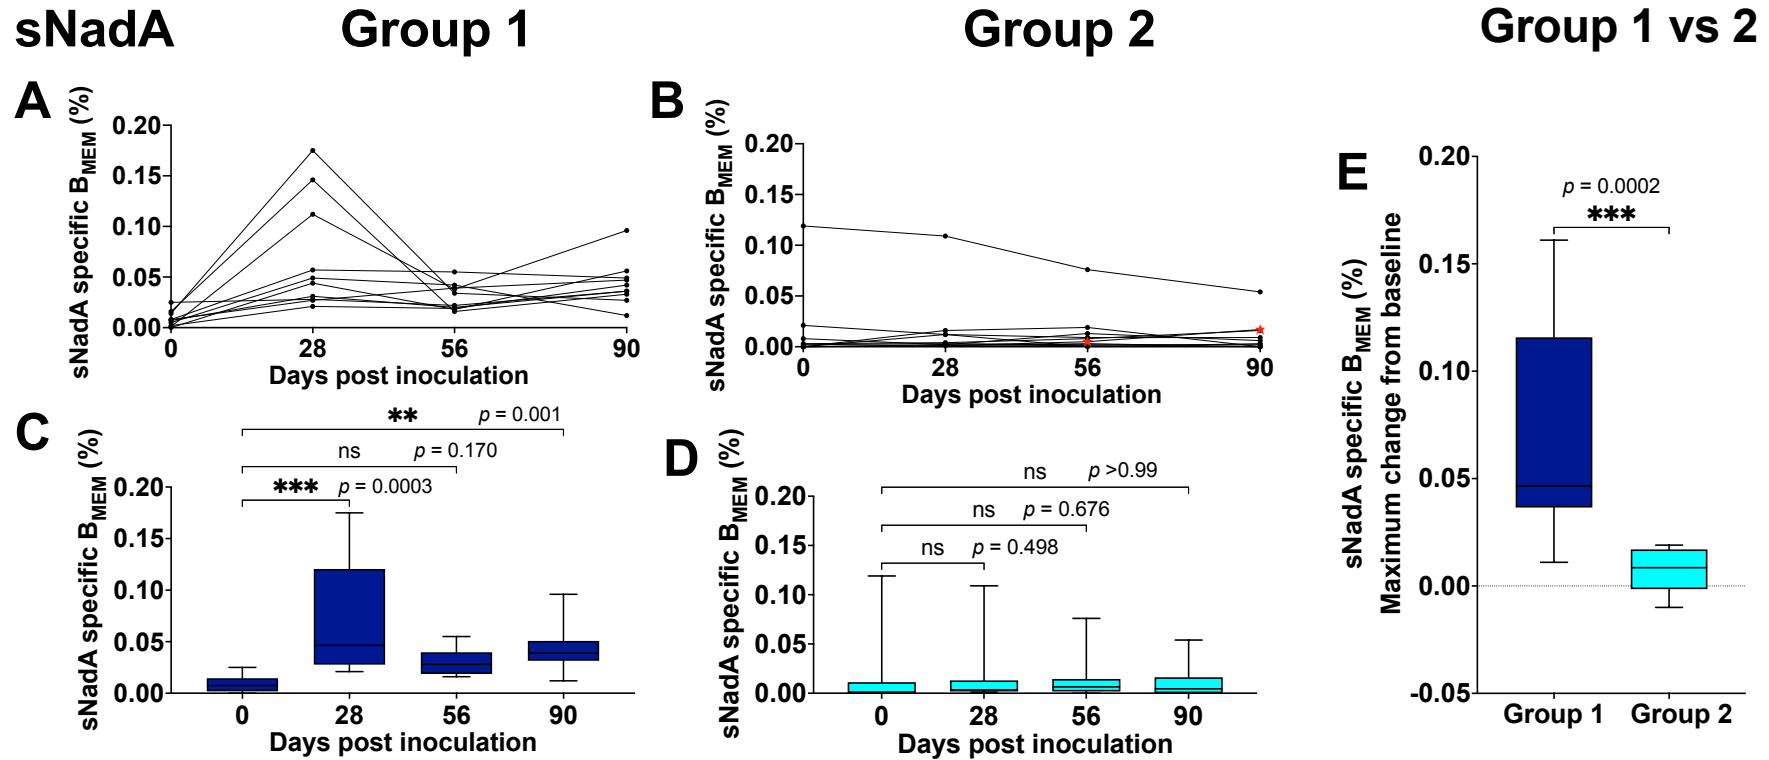 sNadA
Group 1
Group 2
Group 1 vs 2
A
sNadA specific BMEM (%)
0.20
0.15
0.10
0.05
0.00
0
28
56
90
Days post inoculation
B
sNadA specific BMEM (%)
0.20
0.15
0.10
0.05
0.00
0
28
56
90
Days post inoculation
C
sNadA specific BMEM (%)
** p = 0.001
ns p = 0.170
*** p = 0.0003
0.20
0.15
0.10
0.05
0.00
0
28
56
90
Days post inoculation
D
sNadA specific BMEM (%)
ns p >0.99
ns p = 0.676
ns p = 0.498
0.20
0.15
0.10
0.05
0.00
0
28
56
90
Days post inoculation
E
sNadA specific BMEM (%)
Maximum change from baseline
p = 0.0002
***
0.20
0.15
0.10
0.05
0.00
-0.05
Group 1
Group 2